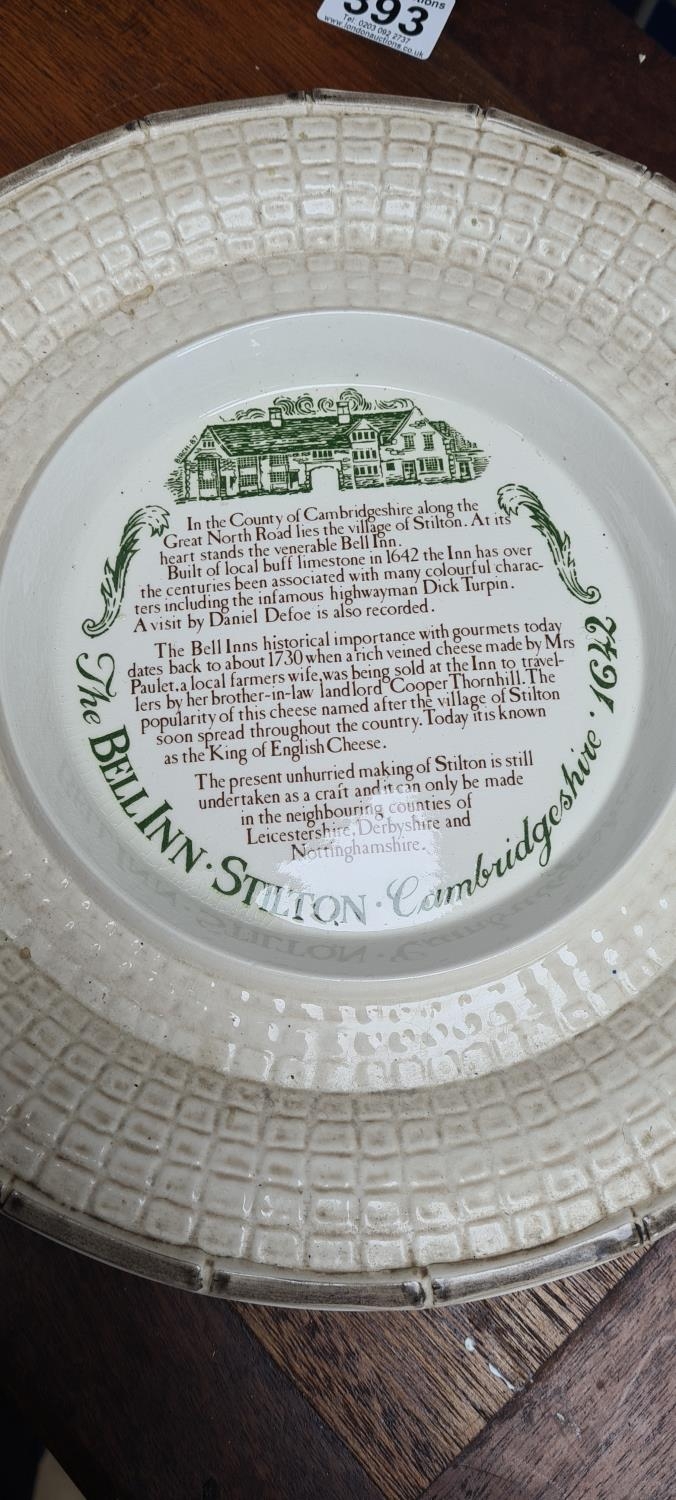 393
Tel. 0203 092 2737
www.londonauctions.co.uk
In the County of Cambridgeshire along the
Great North Road lies the village of Stilton. At its
heart stands the venerable Bell Inn.
Built of local buff limestone in 1642 the Inn has over
the centuries been associated with many colourful charac-
ters including the infamous highwayman Dick Turpin.
A visit by Daniel Defoe is also recorded.
The Bell Inns historical importance with gourmets today
dates back to about 1730 when a rich veined cheese made by Mrs
Paulet, a local farmers wife, was being sold at the Inn to travel-
lers by her brother-in-law landlord Cooper Thornhill. The
popularity of this cheese named after the village of Stilton
soon spread throughout the country. Today it is known
as the King of English Cheese.
The present unhurried making of Stilton is still
undertaken as a craft and it can only be made
in the neighbouring counties of
Leicestershire, Derbyshire and
Nottinghamshire.
The BELL INN · STILTON · Cambridgeshire · 1642